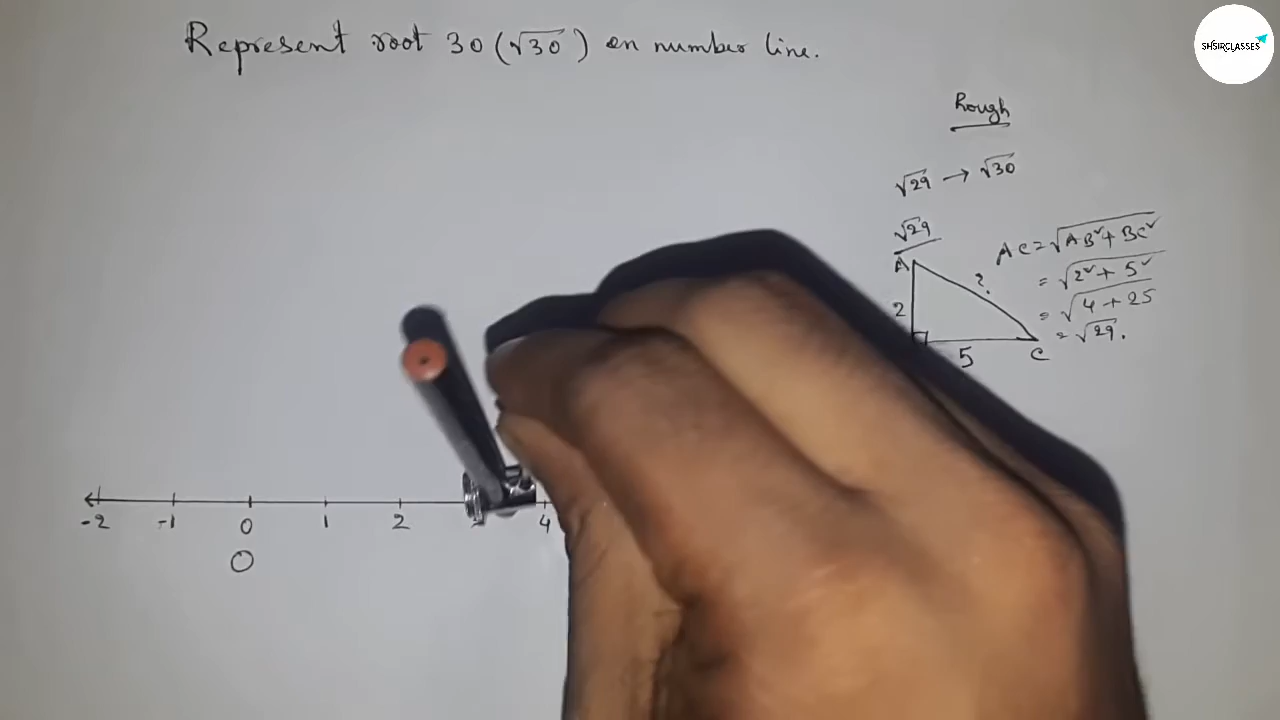 Represent root 30 (√30) on number line.
SHSIRCLASSES
Rough
√29 → √30
√29
A
AC = √AB²+BC²
?
= √2² + 5²
2
= √4 + 25
= √29.
5
C
-2 -1 0 1 2 4
O